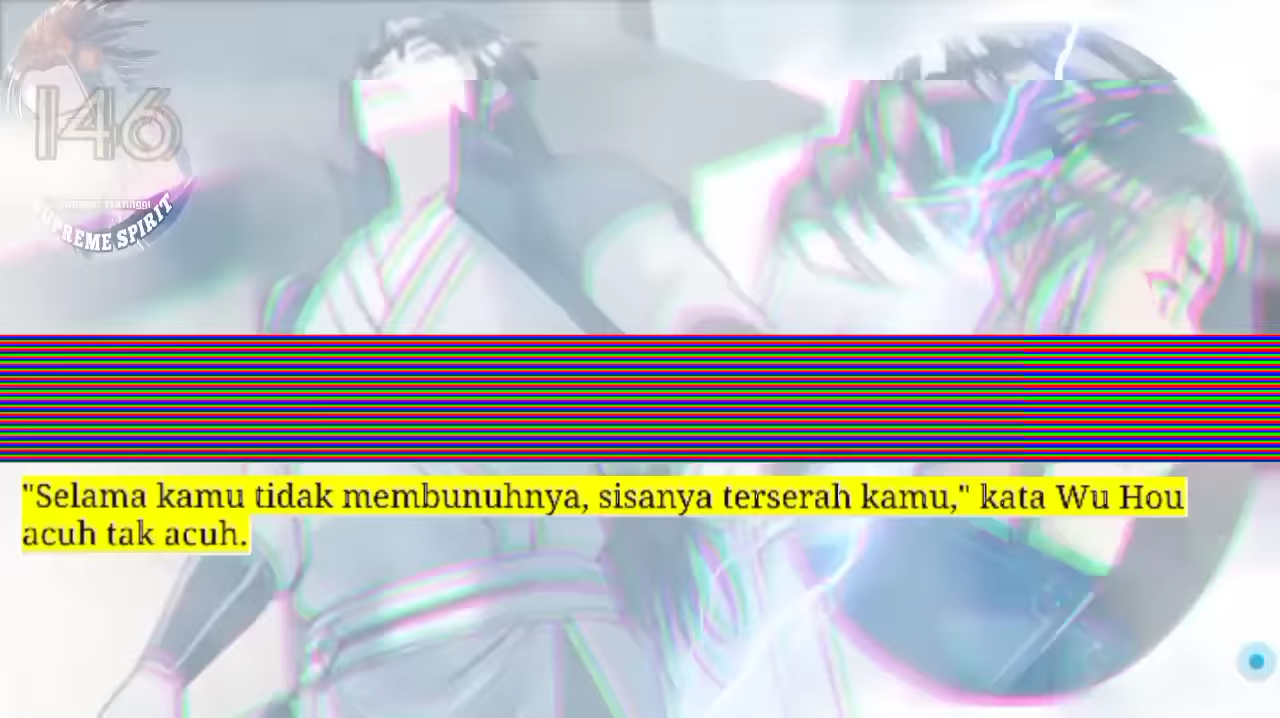 146
SUPREME SPIRIT
"Selama kamu tidak membunuhnya, sisanya terserah kamu," kata Wu Hou
acuh tak acuh.